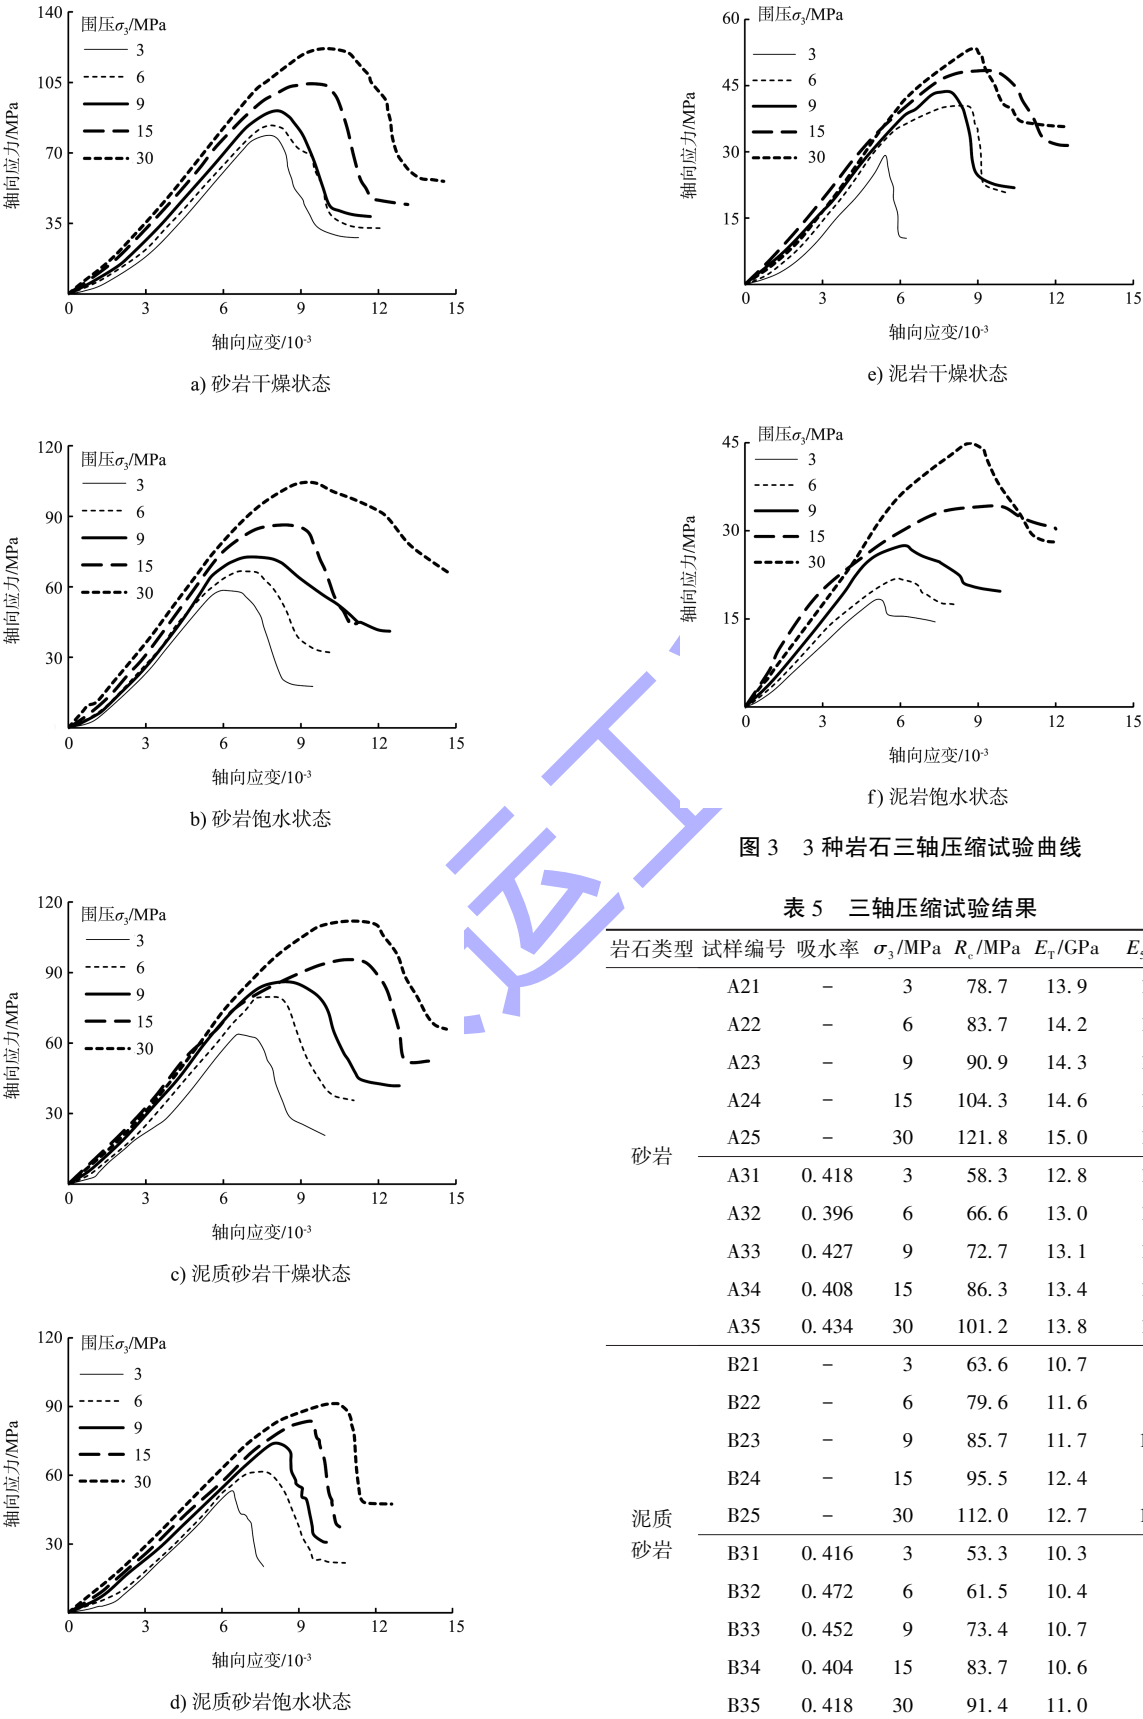 140
105
70
35
轴向应力/MPa
围压σ₃/MPa
3
6
9
15
30
0 3 6 9 12 15
轴向应变/10⁻³
a) 砂岩干燥状态
120
90
60
30
轴向应力/MPa
围压σ₃/MPa
3
6
9
15
30
0 3 6 9 12 15
轴向应变/10⁻³
b) 砂岩饱水状态
120
90
60
30
轴向应力/MPa
围压σ₃/MPa
3
6
9
15
30
0 3 6 9 12 15
轴向应变/10⁻³
c) 泥质砂岩干燥状态
120
90
60
30
轴向应力/MPa
围压σ₃/MPa
3
6
9
15
30
0 3 6 9 12 15
轴向应变/10⁻³
d) 泥质砂岩饱水状态
60
45
30
15
轴向应力/MPa
围压σ₃/MPa
3
6
9
15
30
0 3 6 9 12 15
轴向应变/10⁻³
e) 泥岩干燥状态
45
30
15
轴向应力/MPa
围压σ₃/MPa
3
6
9
15
30
0 3 6 9 12 15
轴向应变/10⁻³
f) 泥岩饱水状态
图 3 3 种岩石三轴压缩试验曲线
表 5 三轴压缩试验结果
岩石类型 试样编号 吸水率 σ₃/MPa R_c/MPa E_T/GPa
A21 – 3 78.7 13.9
A22 – 6 83.7 14.2
A23 – 9 90.9 14.3
A24 – 15 104.3 14.6
A25 – 30 121.8 15.0
砂岩
A31 0.418 3 58.3 12.8
A32 0.396 6 66.6 13.0
A33 0.427 9 72.7 13.1
A34 0.408 15 86.3 13.4
A35 0.434 30 101.2 13.8
B21 – 3 63.6 10.7
B22 – 6 79.6 11.6
B23 – 9 85.7 11.7
B24 – 15 95.5 12.4
B25 – 30 112.0 12.7
泥质
砂岩
B31 0.416 3 53.3 10.3
B32 0.472 6 61.5 10.4
B33 0.452 9 73.4 10.7
B34 0.404 15 83.7 10.6
B35 0.418 30 91.4 11.0